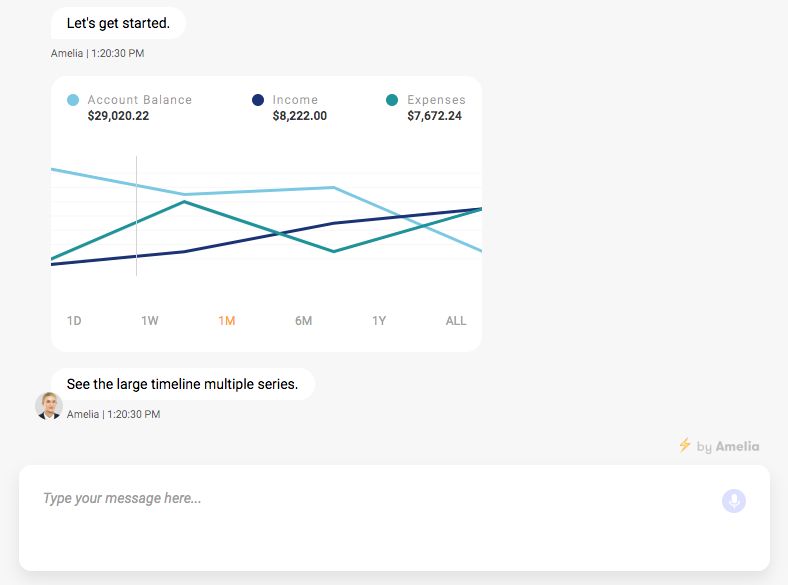 Let's get started.
Amelia | 1:20:30 PM
Account Balance Income Expenses
$29,020.22 $8,222.00 $7,672.24
1D 1W 1M 6M 1Y ALL
See the large timeline multiple series.
Amelia | 1:20:30 PM
by Amelia
Type your message here...